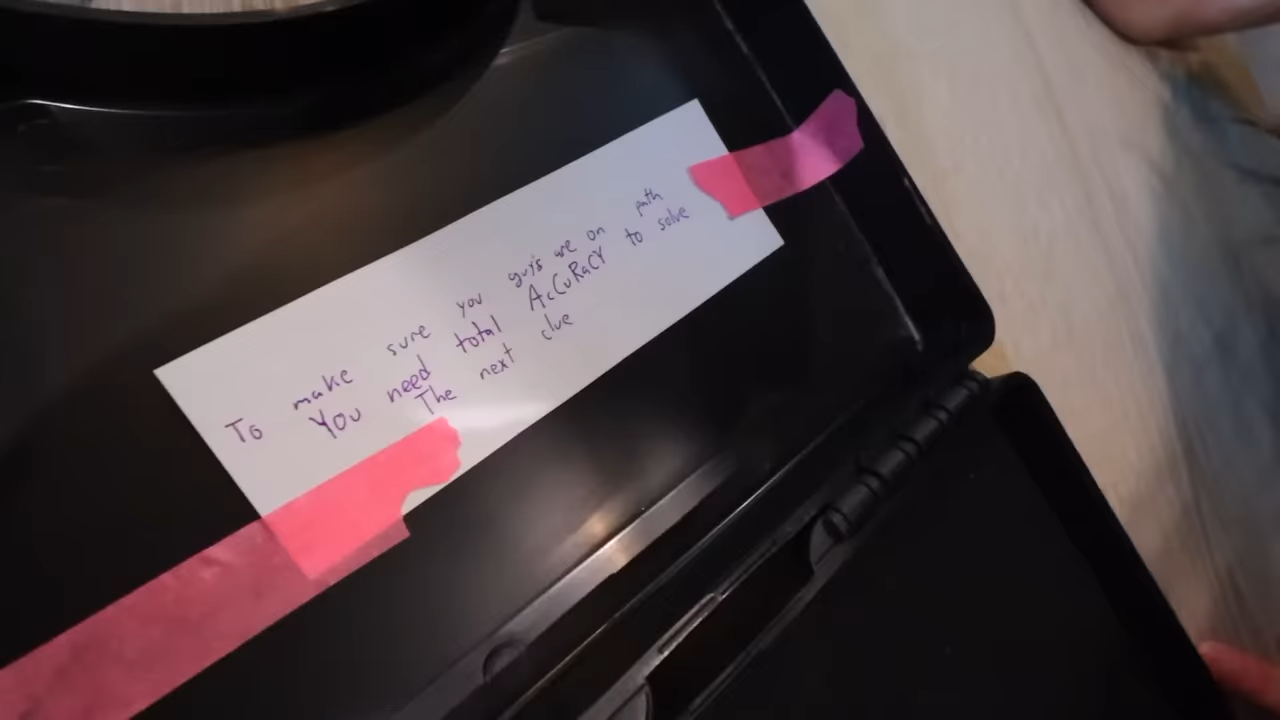 To make sure you guys are on path
You need total AcCuRaCY to solve
The next clue